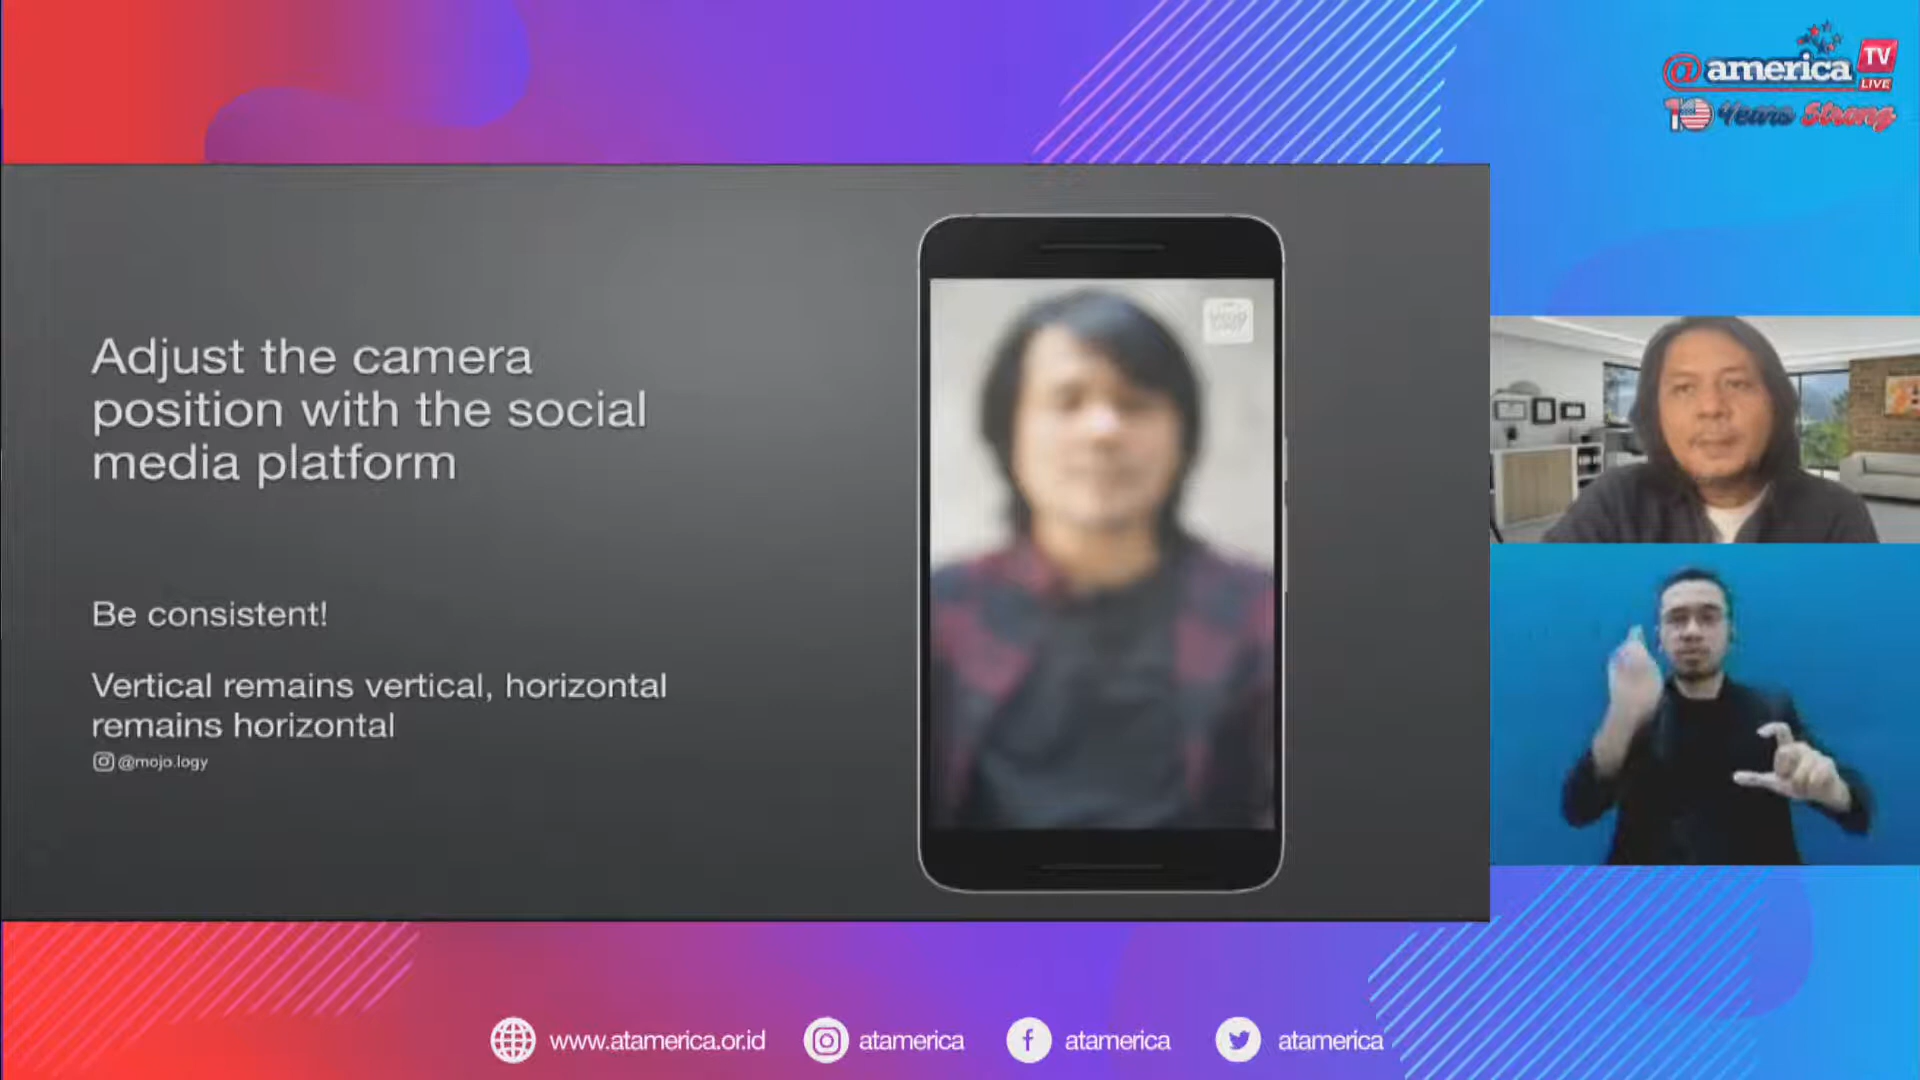 @america TV
LIVE
10 Years Strong
Adjust the camera
position with the social
media platform
Be consistent!
Vertical remains vertical, horizontal
remains horizontal
@mojo.logy
www.atamerica.or.id
atamerica
atamerica
atamerica